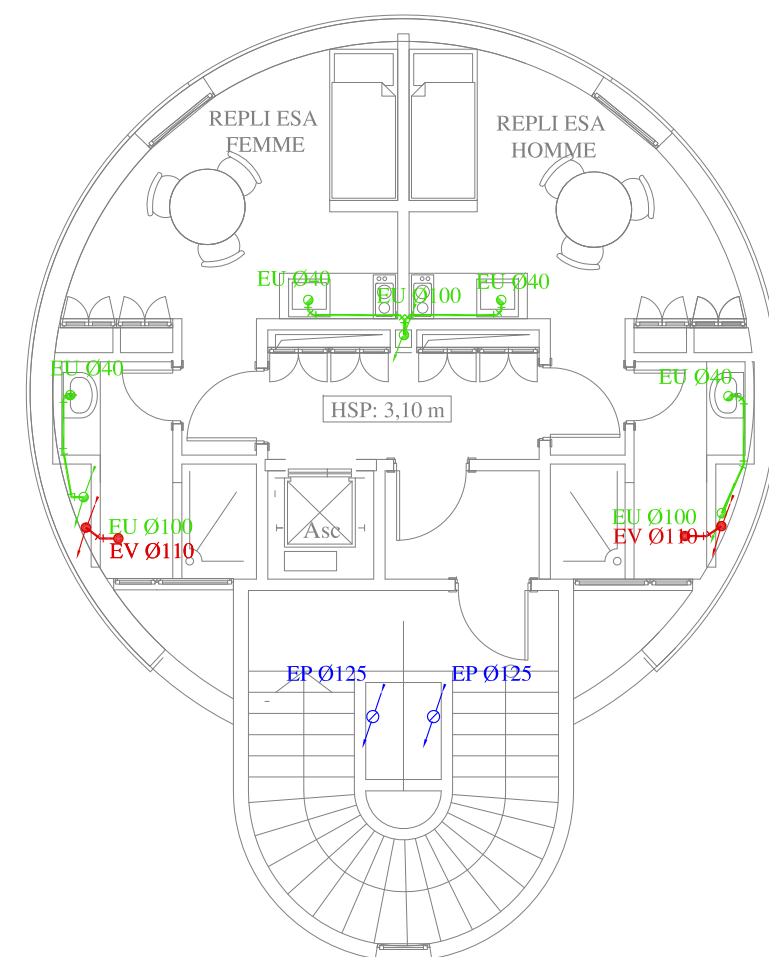 REPLI ESA
FEMME
REPLI ESA
HOMME
EU Ø40
EU Ø100
EU Ø40
EU Ø40
EU Ø40
HSP: 3,10 m
Asc
EU Ø100
EV Ø110
EU Ø100
EV Ø110
EP Ø125
EP Ø125